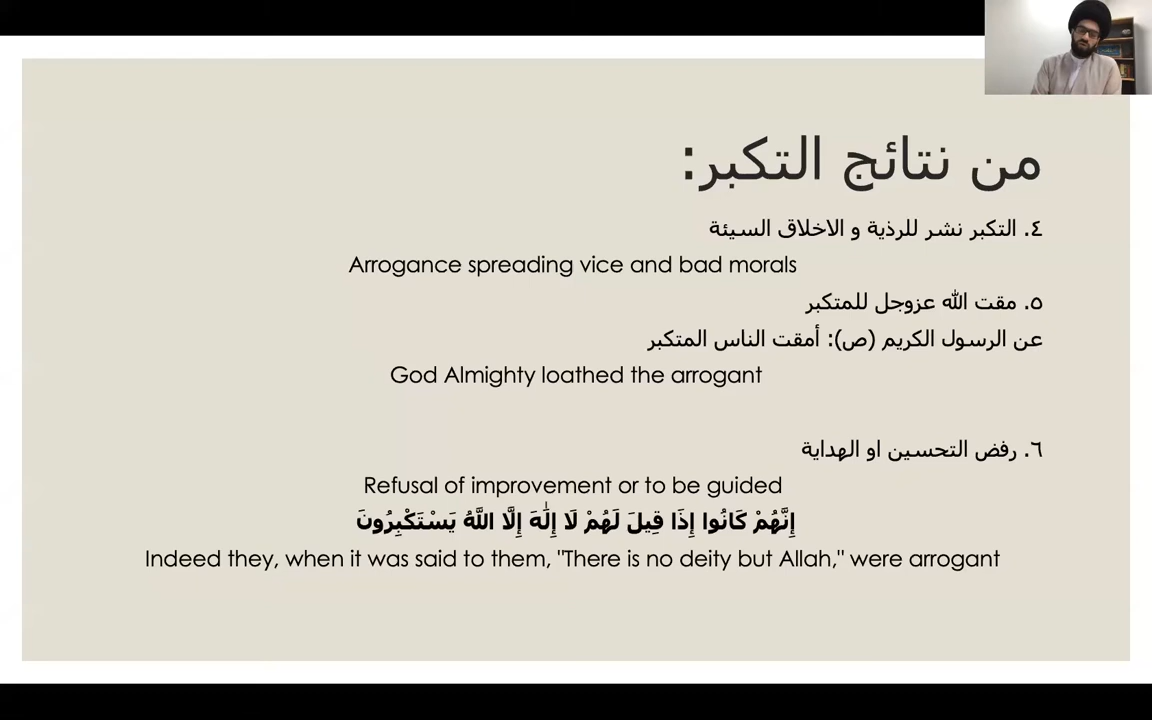 من نتائج التكبر:
٤. التكبر نشر للرذية و الاخلاق السيئة
Arrogance spreading vice and bad morals
٥. مقت الله عزوجل للمتكبر
عن الرسول الكريم (ص): أمقت الناس المتكبر
God Almighty loathed the arrogant
٦. رفض التحسين او الهداية
Refusal of improvement or to be guided
إِنَّهُمْ كَانُوا إِذَا قِيلَ لَهُمْ لَا إِلَٰهَ إِلَّا اللَّهُ يَسْتَكْبِرُونَ
Indeed they, when it was said to them, "There is no deity but Allah," were arrogant